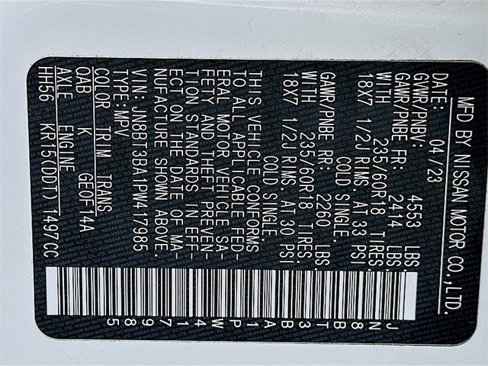 MFD BY NISSAN MOTOR CO.,LTD.
DATE: 04/23
GVWR/PNBV: 4553 LBS.
GAWR/PNBE FR: 2414 LBS.
WITH 235/60R18 TIRES
18X7 1/2J RIMS, AT 33 PSI
COLD SINGLE.
GAWR/PNBE RR: 2260 LBS.
WITH 235/60R18 TIRES
18X7 1/2J RIMS, AT 30 PSI
COLD SINGLE.
THIS VEHICLE CONFORMS
TO ALL APPLICABLE FED-
ERAL MOTOR VEHICLE SA-
FETY AND THEFT PREVEN-
TION STANDARDS IN EFF-
ECT ON THE DATE OF MA-
NUFACTURE SHOWN ABOVE.
VIN: JN8BT3BA1PW417985
TYPE: MPV
COLOR TRIM TRANS
QAB K GE0F14A
AXLE ENGINE
HH56 KR15(DDT) 1497CC
JN8BT3BA1PW417985